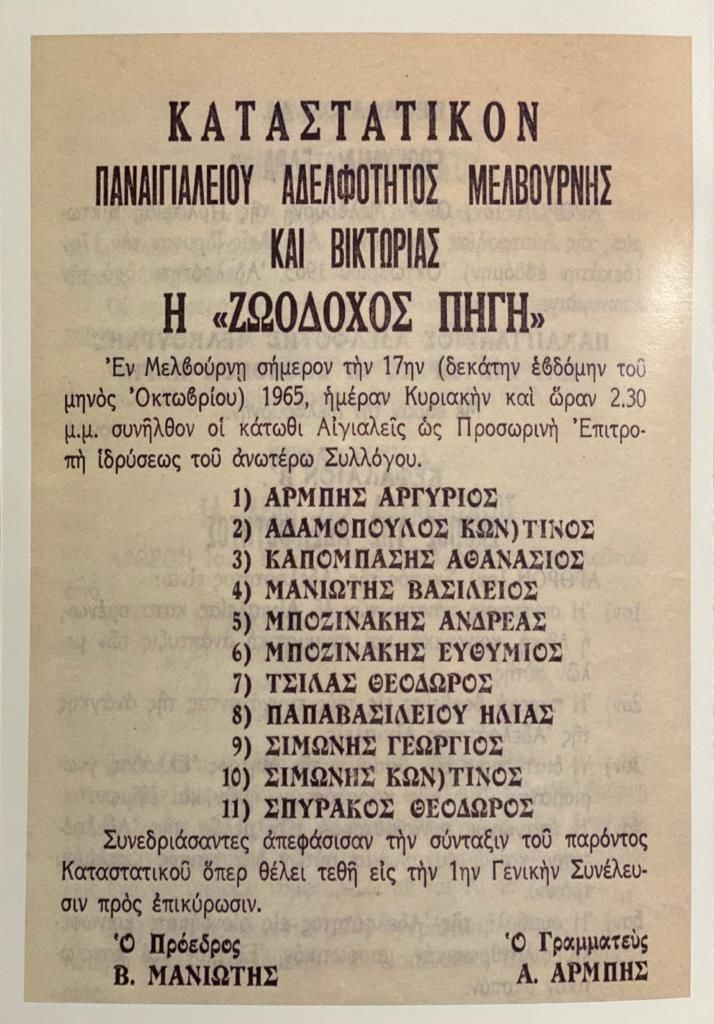 ΚΑΤΑΣΤΑΤΙΚΟΝ
ΠΑΝΑΙΓΙΑΛΕΙΟΥ ΑΔΕΛΦΟΤΗΤΟΣ ΜΕΛΒΟΥΡΝΗΣ
ΚΑΙ ΒΙΚΤΩΡΙΑΣ
Η «ΖΩΟΔΟΧΟΣ ΠΗΓΗ»
Ἐν Μελβούρνῃ σήμερον τὴν 17ην (δεκάτην ἑβδόμην τοῦ
μηνὸς Ὀκτωβρίου) 1965, ἡμέραν Κυριακὴν καὶ ὥραν 2.30
μ.μ. συνῆλθον οἱ κάτωθι Αἰγιαλεῖς ὡς Προσωρινὴ Ἐπιτρο-
πὴ ἱδρύσεως τοῦ ἀνωτέρω Συλλόγου.
1) ΑΡΜΠΗΣ ΑΡΓΥΡΙΟΣ
2) ΑΔΑΜΟΠΟΥΛΟΣ ΚΩΝ)ΤΙΝΟΣ
3) ΚΑΠΟΜΠΑΣΗΣ ΑΘΑΝΑΣΙΟΣ
4) ΜΑΝΙΩΤΗΣ ΒΑΣΙΛΕΙΟΣ
5) ΜΠΟΖΙΝΑΚΗΣ ΑΝΔΡΕΑΣ
6) ΜΠΟΖΙΝΑΚΗΣ ΕΥΘΥΜΙΟΣ
7) ΤΣΙΛΑΣ ΘΕΟΔΩΡΟΣ
8) ΠΑΠΑΒΑΣΙΛΕΙΟΥ ΗΛΙΑΣ
9) ΣΙΜΩΝΗΣ ΓΕΩΡΓΙΟΣ
10) ΣΙΜΩΝΗΣ ΚΩΝ)ΤΙΝΟΣ
11) ΣΠΥΡΑΚΟΣ ΘΕΟΔΩΡΟΣ
Συνεδριάσαντες ἀπεφάσισαν τὴν σύνταξιν τοῦ παρόντος
Καταστατικοῦ ὅπερ θέλει τεθῆ εἰς τὴν 1ην Γενικὴν Συνέλευ-
σιν πρὸς ἐπικύρωσιν.
Ὁ Πρόεδρος
Β. ΜΑΝΙΩΤΗΣ
Ὁ Γραμματεὺς
Α. ΑΡΜΠΗΣ